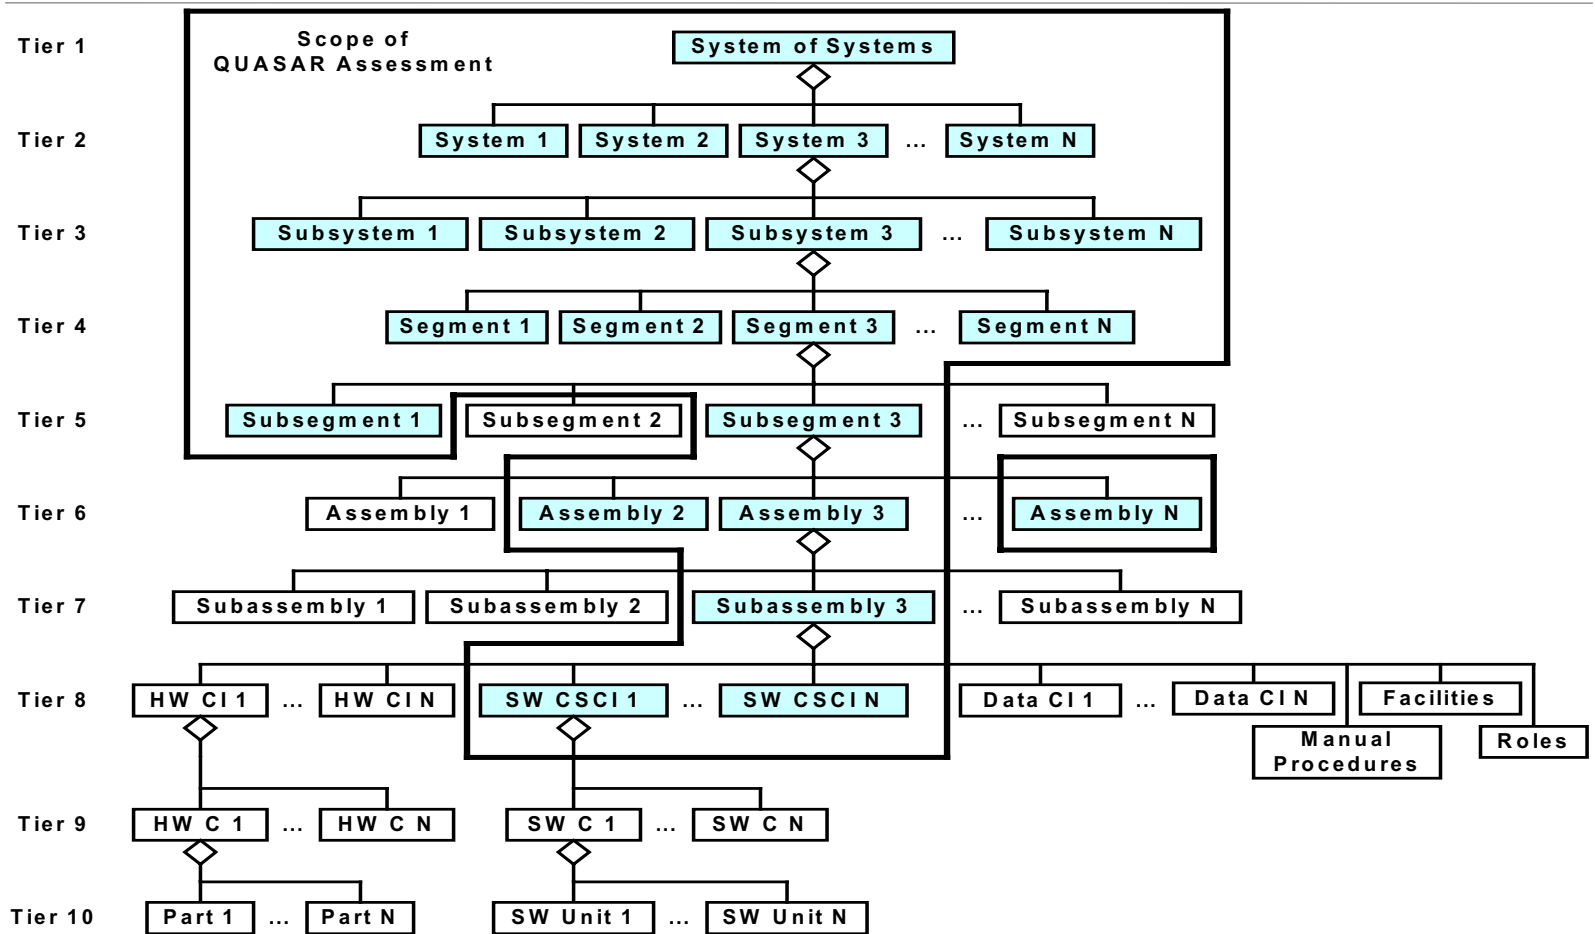 Tier 1
Scope of
QUASAR Assessment
System of Systems
Tier 2
System 1
System 2
System 3
...
System N
Tier 3
Subsystem 1
Subsystem 2
Subsystem 3
...
Subsystem N
Tier 4
Segment 1
Segment 2
Segment 3
...
Segment N
Tier 5
Subsegment 1
Subsegment 2
Subsegment 3
...
Subsegment N
Tier 6
Assembly 1
Assembly 2
Assembly 3
...
Assembly N
Tier 7
Subassembly 1
Subassembly 2
Subassembly 3
...
Subassembly N
Tier 8
HW CI 1
...
HW CI N
SW CSCI 1
...
SW CSCI N
Data CI 1
...
Data CI N
Facilities
Manual
Procedures
Roles
Tier 9
HW C 1
...
HW C N
SW C 1
...
SW C N
Tier 10
Part 1
...
Part N
SW Unit 1
...
SW Unit N